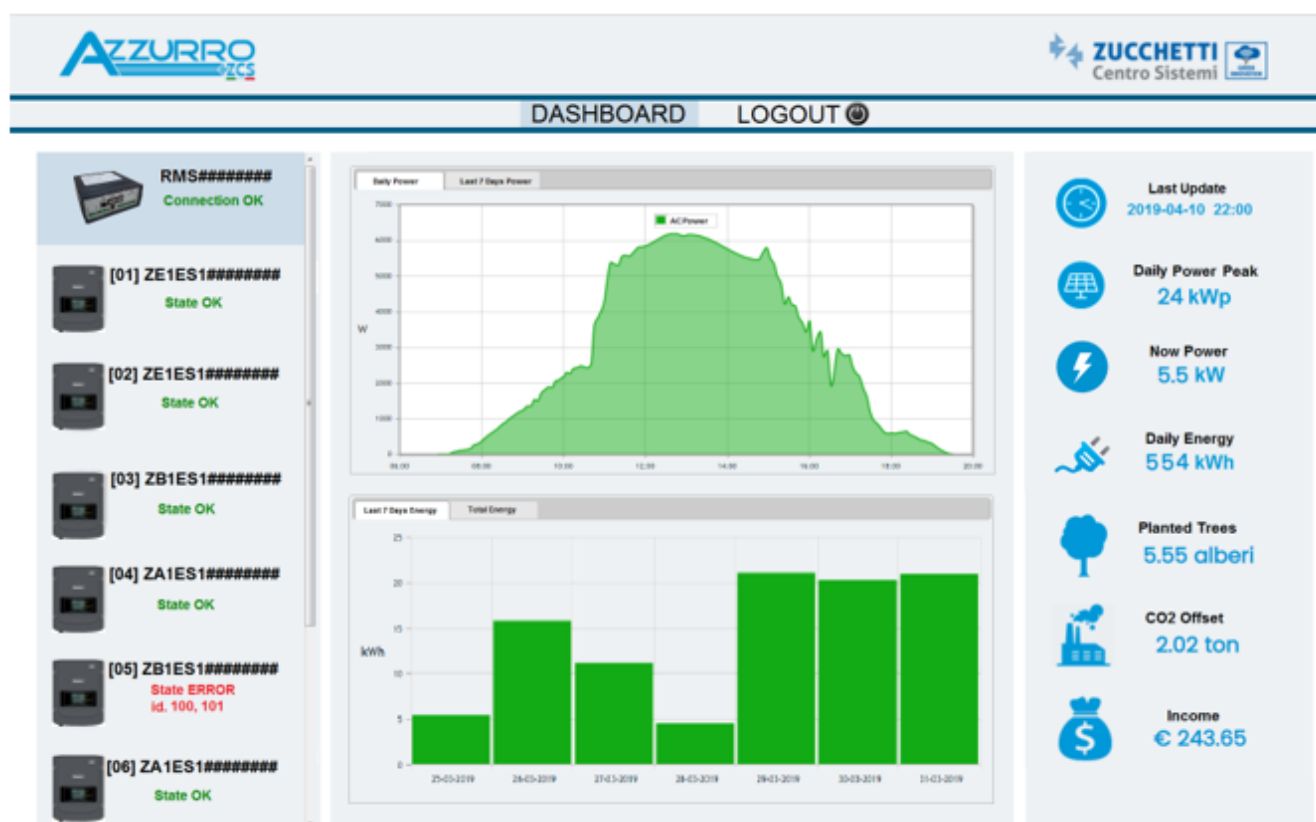 AZZURRO
ZCS
ZUCCHETTI
Centro Sistemi
DASHBOARD
LOGOUT
RMS########
Connection OK
[01] ZE1ES1########
State OK
[02] ZE1ES1########
State OK
[03] ZB1ES1########
State OK
[04] ZA1ES1########
State OK
[05] ZB1ES1########
State ERROR
id. 100, 101
[06] ZA1ES1########
State OK
Daily Power
Last 7 Days Power
AC Power
W
7000
6000
5000
4000
3000
2000
1000
0
06:00
08:00
10:00
12:00
14:00
16:00
18:00
20:00
Last 7 Days Energy
Total Energy
kWh
25
20
15
10
5
0
25-03-2019
26-03-2019
27-03-2019
28-03-2019
29-03-2019
30-03-2019
31-03-2019
Last Update
2019-04-10 22:00
Daily Power Peak
24 kWp
Now Power
5.5 kW
Daily Energy
554 kWh
Planted Trees
5.55 alberi
CO2 Offset
2.02 ton
Income
€ 243.65